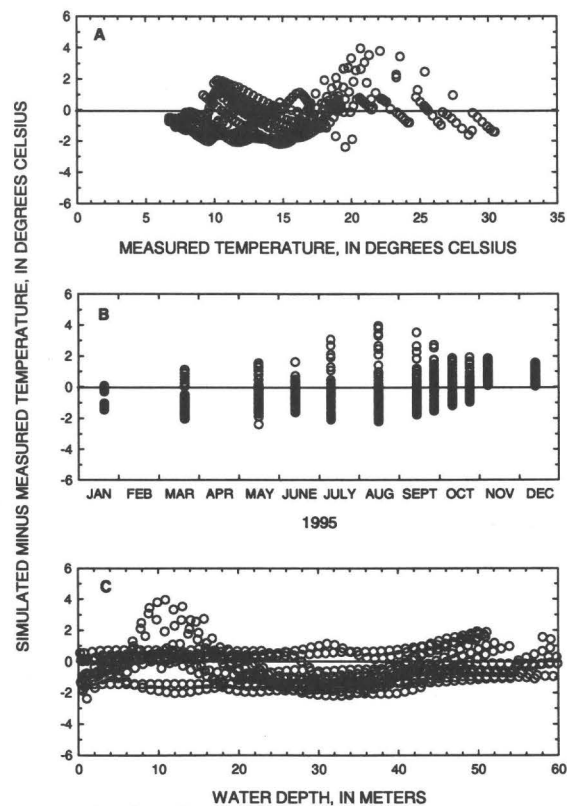 SIMULATED MINUS MEASURED TEMPERATURE, IN DEGREES CELSIUS
A
6
4
2
0
-2
-4
-6
0 5 10 15 20 25 30 35
MEASURED TEMPERATURE, IN DEGREES CELSIUS
B
6
4
2
0
-2
-4
-6
JAN FEB MAR APR MAY JUNE JULY AUG SEPT OCT NOV DEC
1995
C
6
4
2
0
-2
-4
-6
0 10 20 30 40 50 60
WATER DEPTH, IN METERS